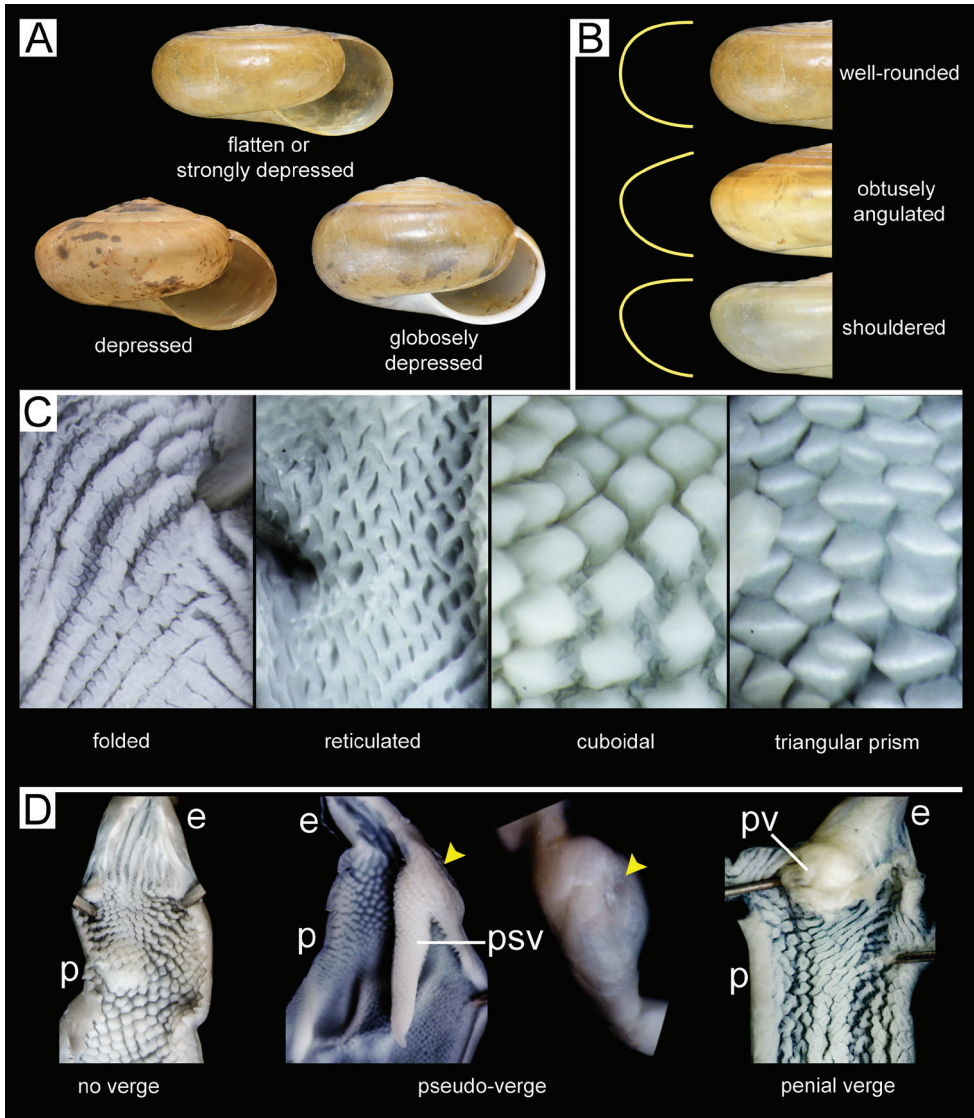 A
flatten or
strongly depressed
depressed
globosely
depressed
B
well-rounded
obtusely
angulated
shouldered
C
folded
reticulated
cuboidal
triangular prism
D
e
p
no verge
e
p
psv
pseudo-verge
pv
e
p
penial verge